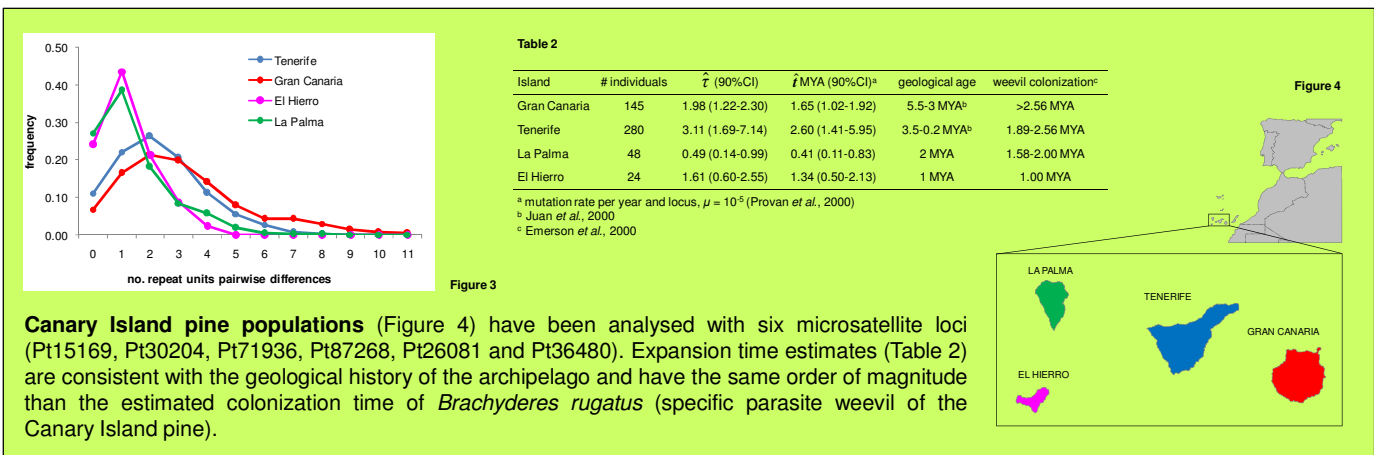 0.50
0.40
0.30
0.20
0.10
0.00
frequency
Tenerife
Gran Canaria
El Hierro
La Palma
0 1 2 3 4 5 6 7 8 9 10 11
no. repeat units pairwise differences
Figure 3
Table 2
Island # individuals τ̂ (90%CI) t̂ MYA (90%CI)ᵃ geological age weevil colonizationᶜ
Gran Canaria 145 1.98 (1.22-2.30) 1.65 (1.02-1.92) 5.5-3 MYAᵇ >2.56 MYA
Tenerife 280 3.11 (1.69-7.14) 2.60 (1.41-5.95) 3.5-0.2 MYAᵇ 1.89-2.56 MYA
La Palma 48 0.49 (0.14-0.99) 0.41 (0.11-0.83) 2 MYA 1.58-2.00 MYA
El Hierro 24 1.61 (0.60-2.55) 1.34 (0.50-2.13) 1 MYA 1.00 MYA
ᵃ mutation rate per year and locus, μ = 10⁻⁵ (Provan et al., 2000)
ᵇ Juan et al., 2000
ᶜ Emerson et al., 2000
Figure 4
LA PALMA
TENERIFE
GRAN CANARIA
EL HIERRO
Canary Island pine populations (Figure 4) have been analysed with six microsatellite loci
(Pt15169, Pt30204, Pt71936, Pt87268, Pt26081 and Pt36480). Expansion time estimates (Table 2)
are consistent with the geological history of the archipelago and have the same order of magnitude
than the estimated colonization time of Brachyderes rugatus (specific parasite weevil of the
Canary Island pine).